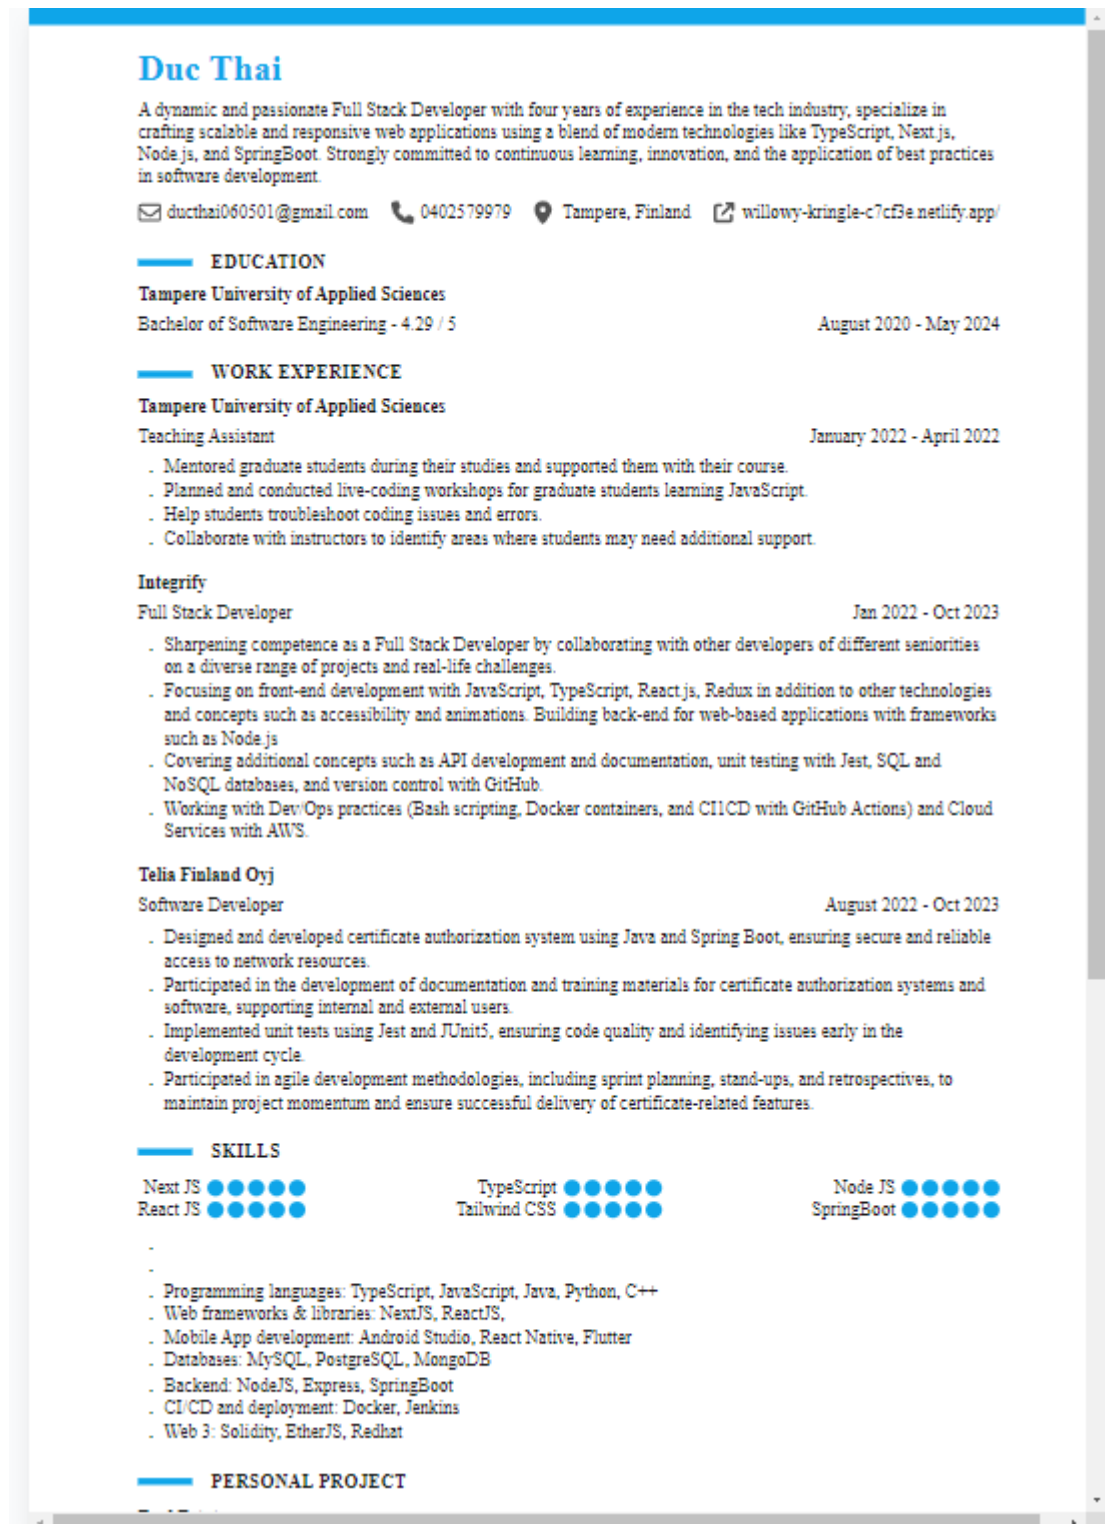 Duc Thai
A dynamic and passionate Full Stack Developer with four years of experience in the tech industry, specialize in
crafting scalable and responsive web applications using a blend of modern technologies like TypeScript, Next.js,
Node.js, and SpringBoot. Strongly committed to continuous learning, innovation, and the application of best practices
in software development.
ducthai060501@gmail.com 0402579979 Tampere, Finland willowy-kringle-c7cf3e.netlify.app/
EDUCATION
Tampere University of Applied Sciences
Bachelor of Software Engineering - 4.29 / 5 August 2020 - May 2024
WORK EXPERIENCE
Tampere University of Applied Sciences
Teaching Assistant January 2022 - April 2022
- Mentored graduate students during their studies and supported them with their course.
- Planned and conducted live-coding workshops for graduate students learning JavaScript.
- Help students troubleshoot coding issues and errors.
- Collaborate with instructors to identify areas where students may need additional support.
Integrify
Full Stack Developer Jan 2022 - Oct 2023
- Sharpening competence as a Full Stack Developer by collaborating with other developers of different seniorities
on a diverse range of projects and real-life challenges.
- Focusing on front-end development with JavaScript, TypeScript, React.js, Redux in addition to other technologies
and concepts such as accessibility and animations. Building back-end for web-based applications with frameworks
such as Node.js
- Covering additional concepts such as API development and documentation, unit testing with Jest, SQL and
NoSQL databases, and version control with GitHub.
- Working with Dev/Ops practices (Bash scripting, Docker containers, and CI1CD with GitHub Actions) and Cloud
Services with AWS.
Telia Finland Oyj
Software Developer August 2022 - Oct 2023
- Designed and developed certificate authorization system using Java and Spring Boot, ensuring secure and reliable
access to network resources.
- Participated in the development of documentation and training materials for certificate authorization systems and
software, supporting internal and external users.
- Implemented unit tests using Jest and JUnit5, ensuring code quality and identifying issues early in the
development cycle.
- Participated in agile development methodologies, including sprint planning, stand-ups, and retrospectives, to
maintain project momentum and ensure successful delivery of certificate-related features.
SKILLS
Next JS TypeScript Node JS
React JS Tailwind CSS SpringBoot
-
-
- Programming languages: TypeScript, JavaScript, Java, Python, C++
- Web frameworks & libraries: NextJS, ReactJS,
- Mobile App development: Android Studio, React Native, Flutter
- Databases: MySQL, PostgreSQL, MongoDB
- Backend: NodeJS, Express, SpringBoot
- CI/CD and deployment: Docker, Jenkins
- Web 3: Solidity, EtherJS, Redhat
PERSONAL PROJECT